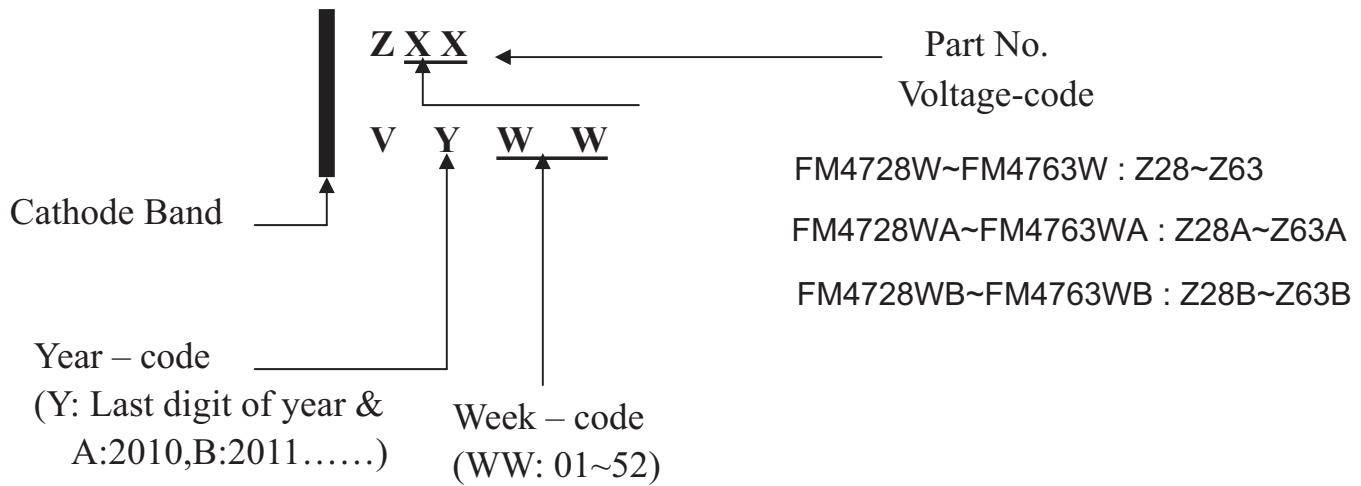 Z X X
Part No.
Voltage-code
V Y W W
FM4728W~FM4763W : Z28~Z63
Cathode Band
FM4728WA~FM4763WA : Z28A~Z63A
FM4728WB~FM4763WB : Z28B~Z63B
Year – code
(Y: Last digit of year &
A:2010,B:2011……)
Week – code
(WW: 01~52)